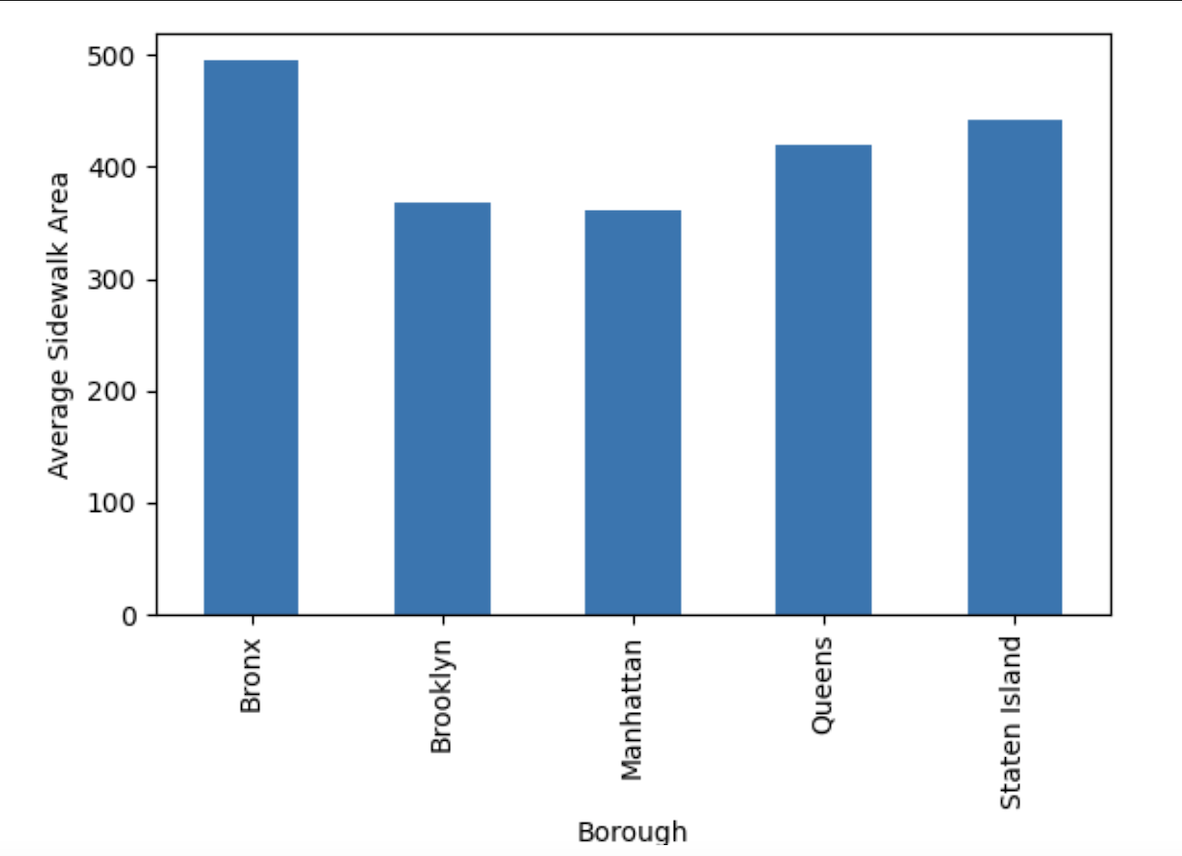 500
400
300
200
100
0
Average Sidewalk Area
Bronx
Brooklyn
Manhattan
Queens
Staten Island
Borough